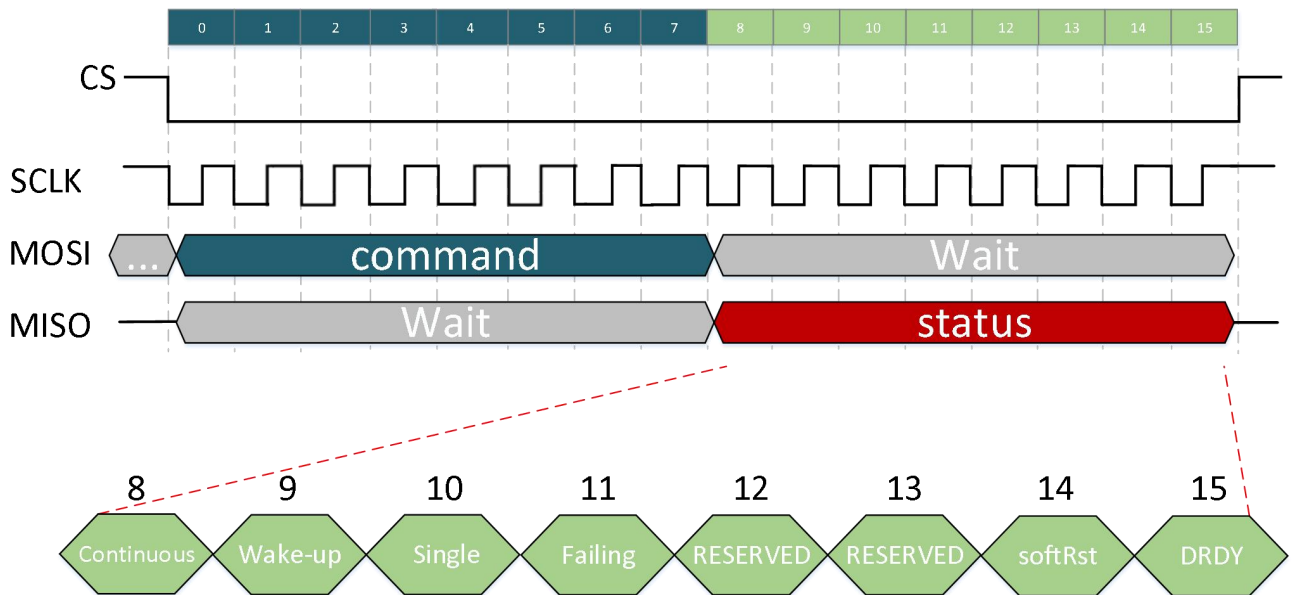 0 1 2 3 4 5 6 7 8 9 10 11 12 13 14 15
CS
SCLK
MOSI ... command Wait
MISO Wait status
8 9 10 11 12 13 14 15
Continuous Wake-up Single Failing RESERVED RESERVED softRst DRDY